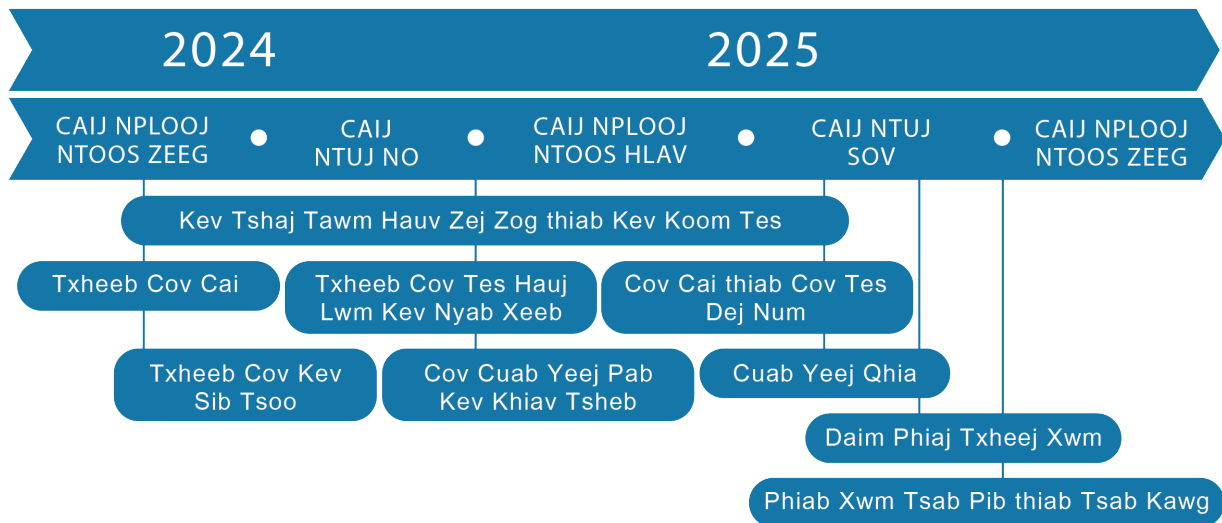 2024
2025
CAIJ NPLOOJ
NTOOS ZEEG
CAIJ
NTUJ NO
CAIJ NPLOOJ
NTOOS HLAV
CAIJ NTUJ
SOV
CAIJ NPLOOJ
NTOOS ZEEG
Kev Tshaj Tawm Hauv Zej Zog thiab Kev Koom Tes
Txheeb Cov Cai
Txheeb Cov Tes Hauj
Lwm Kev Nyab Xeeb
Cov Cai thiab Cov Tes
Dej Num
Txheeb Cov Kev
Sib Tsoo
Cov Cuab Yeej Pab
Kev Khiav Tsheb
Cuab Yeej Qhia
Daim Phiaj Txheej Xwm
Phiab Xwm Tsab Pib thiab Tsab Kawg